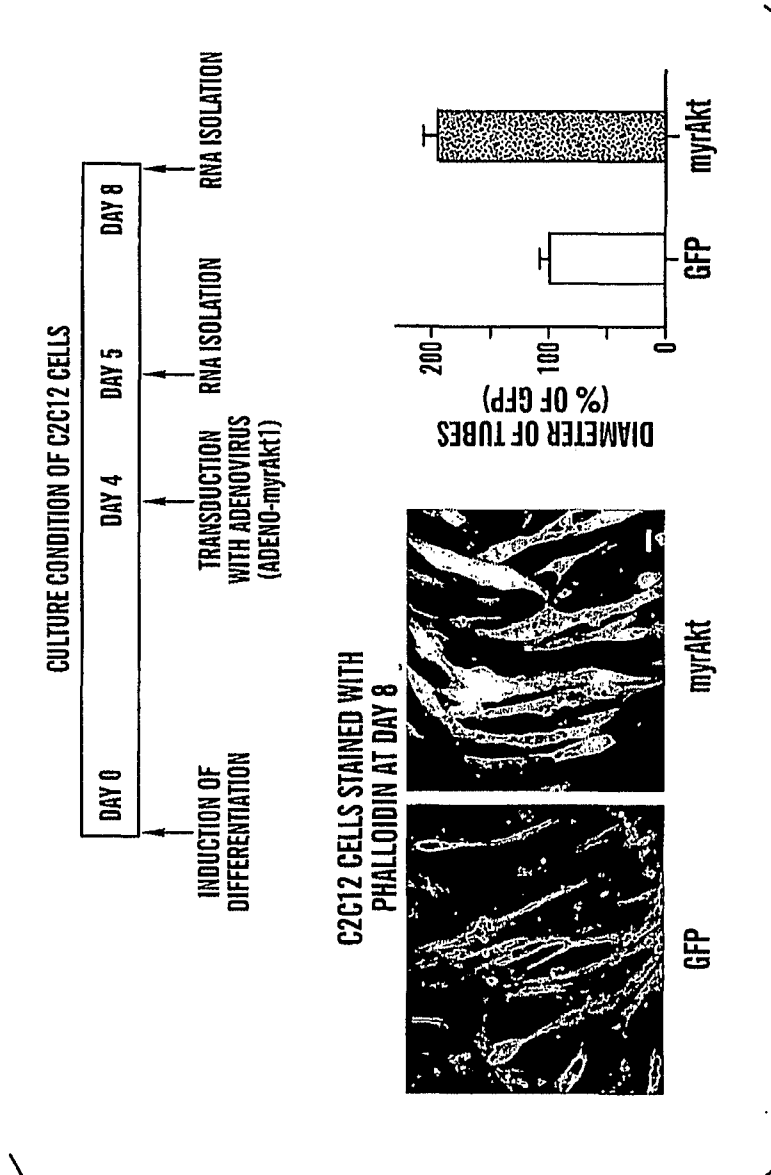 CULTURE CONDITION OF C2C12 CELLS
DAY 0 DAY 4 DAY 5 DAY 8
INDUCTION OF
DIFFERENTIATION
TRANSDUCTION
WITH ADENOVIRUS
(ADENO-myrAkt1)
RNA ISOLATION
RNA ISOLATION
C2C12 CELLS STAINED WITH
PHALLOIDIN AT DAY 8
GFP
myrAkt
DIAMETER OF TUBES
(% OF GFP)
200
100
0
GFP
myrAkt